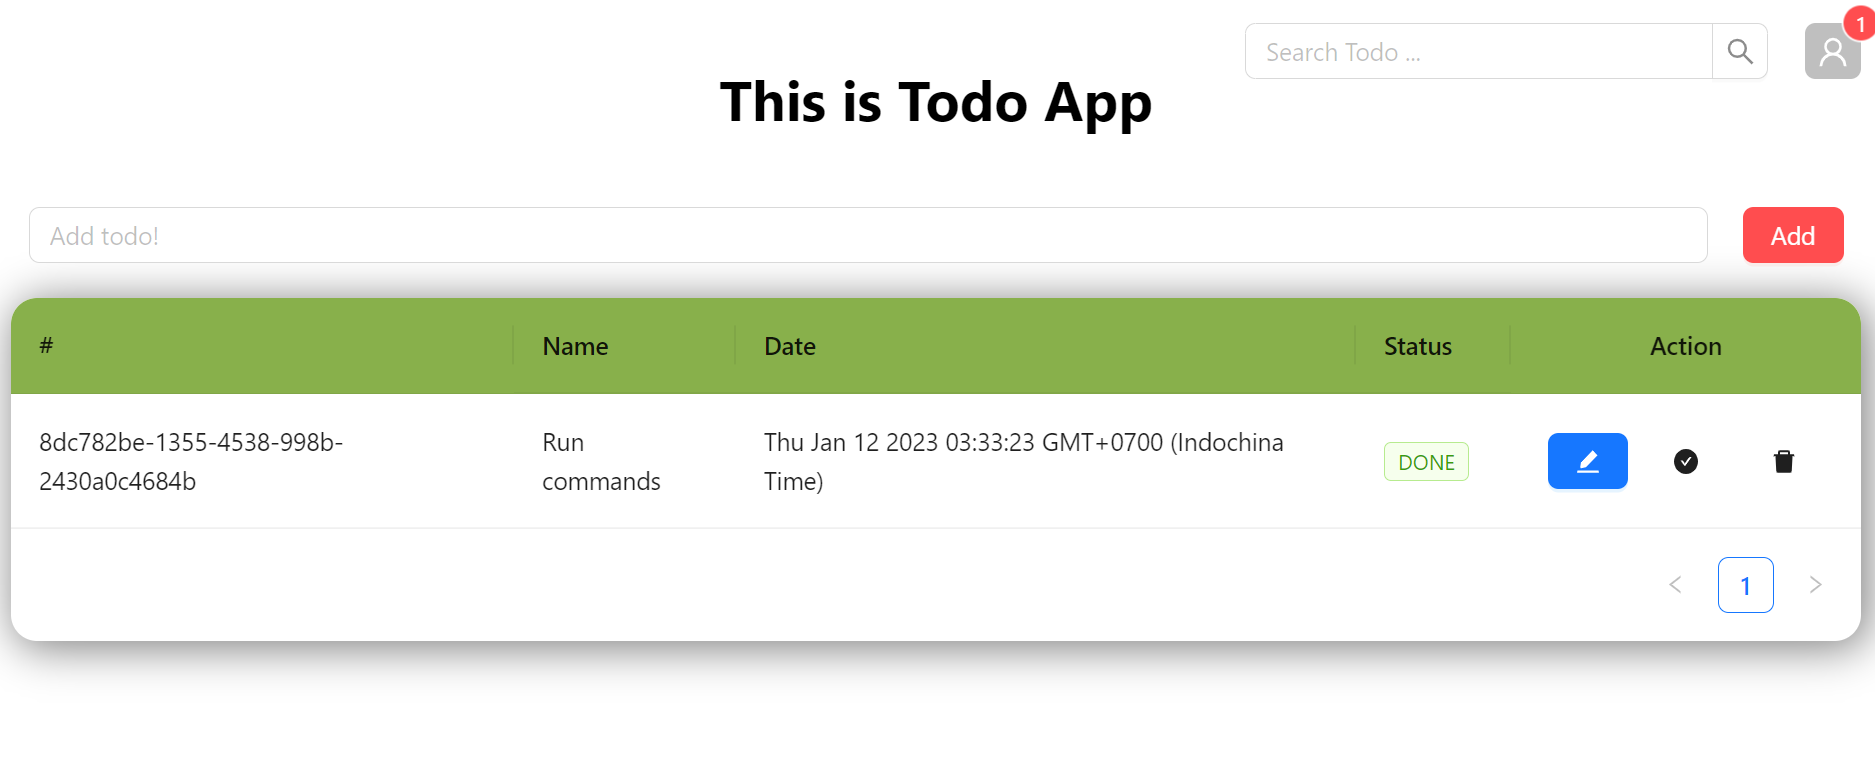 Search Todo ...
1
This is Todo App
Add todo!
Add
# Name Date Status Action
8dc782be-1355-4538-998b-
2430a0c4684b
Run
commands
Thu Jan 12 2023 03:33:23 GMT+0700 (Indochina
Time)
DONE
1